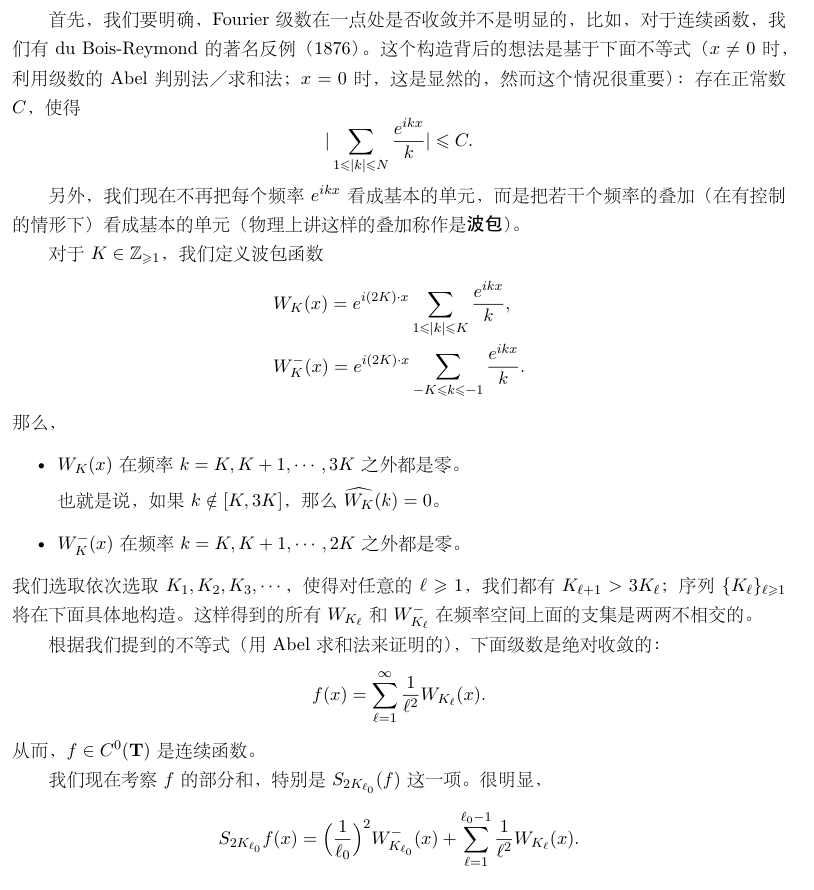 首先，我们要明确，Fourier 级数在一点处是否收敛并不是明显的，比如，对于连续函数，我
们有 du Bois-Reymond 的著名反例（1876）。这个构造背后的想法是基于下面不等式（$x \neq 0$ 时，
利用级数的 Abel 判别法／求和法；$x = 0$ 时，这是显然的，然而这个情况很重要）：存在正常数
$C$，使得
$$|\sum_{1\leqslant|k|\leqslant N} \frac{e^{ikx}}{k}| \leqslant C.$$
另外，我们现在不再把每个频率 $e^{ikx}$ 看成基本的单元，而是把若干个频率的叠加（在有控制
的情形下）看成基本的单元（物理上讲这样的叠加称作是波包）。
对于 $K \in \mathbb{Z}_{\geqslant 1}$，我们定义波包函数
$$W_K(x) = e^{i(2K)\cdot x} \sum_{1\leqslant|k|\leqslant K} \frac{e^{ikx}}{k},$$
$$W_K^-(x) = e^{i(2K)\cdot x} \sum_{-K\leqslant k\leqslant -1} \frac{e^{ikx}}{k}.$$
那么，
• $W_K(x)$ 在频率 $k = K, K+1, \cdots, 3K$ 之外都是零。
也就是说，如果 $k \notin [K, 3K]$，那么 $\widehat{W_K}(k) = 0$。
• $W_K^-(x)$ 在频率 $k = K, K+1, \cdots, 2K$ 之外都是零。
我们选取依次选取 $K_1, K_2, K_3, \cdots$，使得对任意的 $\ell \geqslant 1$，我们都有 $K_{\ell+1} > 3K_\ell$；序列 $\{K_\ell\}_{\ell\geqslant 1}$
将在下面具体地构造。这样得到的所有 $W_{K_\ell}$ 和 $W_{K_\ell}^-$ 在频率空间上面的支集是两两不相交的。
根据我们提到的不等式（用 Abel 求和法来证明的），下面级数是绝对收敛的：
$$f(x) = \sum_{\ell=1}^{\infty} \frac{1}{\ell^2} W_{K_\ell}(x).$$
从而，$f \in C^0(\mathbf{T})$ 是连续函数。
我们现在考察 $f$ 的部分和，特别是 $S_{2K_{\ell_0}}(f)$ 这一项。很明显，
$$S_{2K_{\ell_0}} f(x) = \left(\frac{1}{\ell_0}\right)^2 W_{K_{\ell_0}}^-(x) + \sum_{\ell=1}^{\ell_0-1} \frac{1}{\ell^2} W_{K_\ell}(x).$$